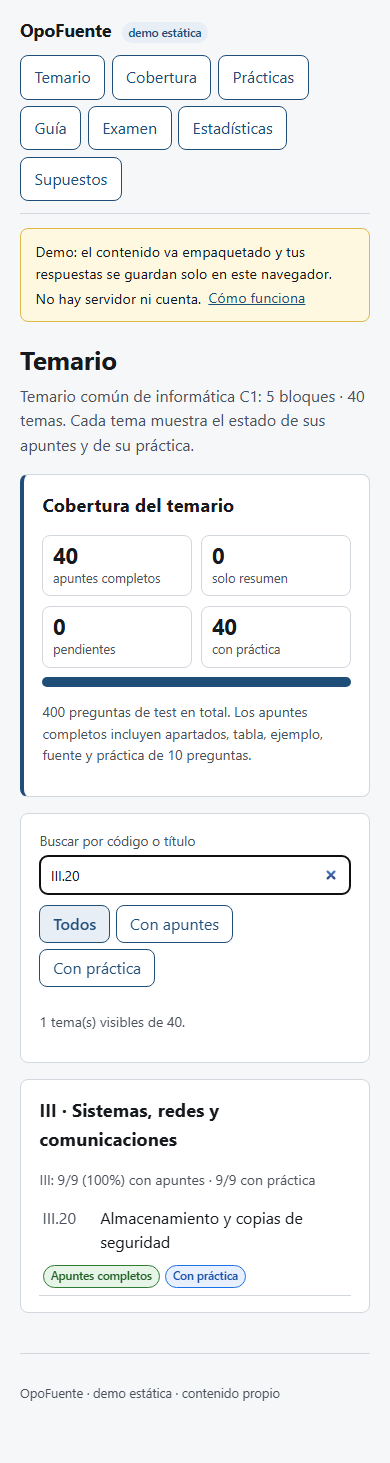 OpoFuente demo estática
Temario Cobertura Prácticas
Guía Examen Estadísticas
Supuestos
Demo: el contenido va empaquetado y tus
respuestas se guardan solo en este navegador.
No hay servidor ni cuenta. Cómo funciona
Temario
Temario común de informática C1: 5 bloques · 40
temas. Cada tema muestra el estado de sus
apuntes y de su práctica.
Cobertura del temario
40 0
apuntes completos solo resumen
0 40
pendientes con práctica
400 preguntas de test en total. Los apuntes
completos incluyen apartados, tabla, ejemplo,
fuente y práctica de 10 preguntas.
Buscar por código o título
III.20
Todos Con apuntes
Con práctica
1 tema(s) visibles de 40.
III · Sistemas, redes y
comunicaciones
III: 9/9 (100%) con apuntes · 9/9 con práctica
III.20 Almacenamiento y copias de
seguridad
Apuntes completos Con práctica
OpoFuente · demo estática · contenido propio